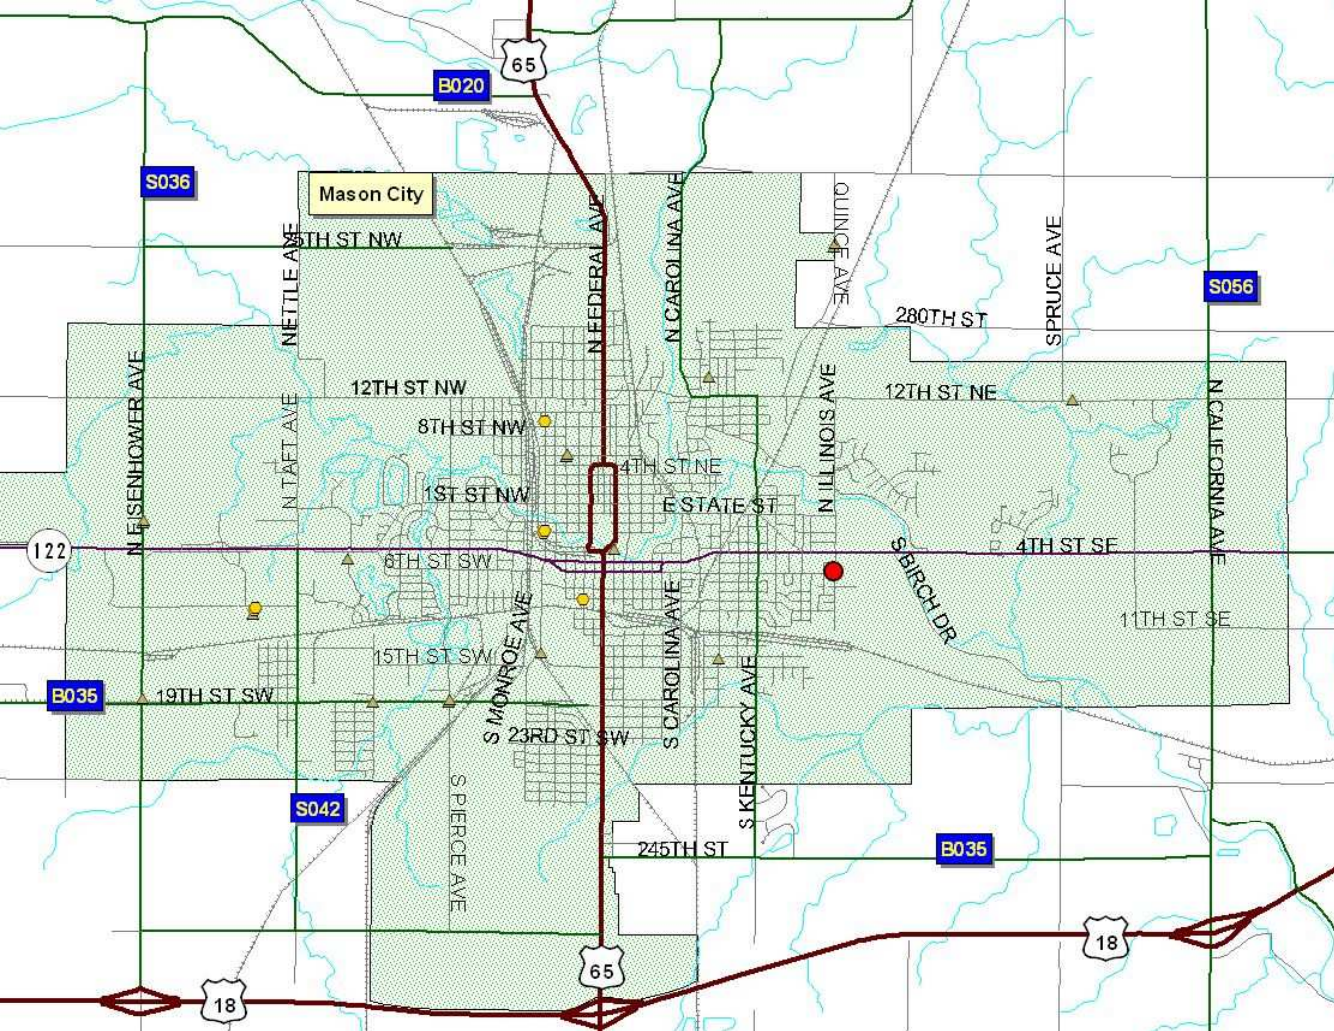 65
B020
S036
Mason City
QUINCE AVE
N CAROLINA AVE
N FEDERAL AVE
SPRUCE AVE
NETTLE AVE
5TH ST NW
S056
280TH ST
N EISENHOWER AVE
12TH ST NW
12TH ST NE
N ILLINOIS AVE
N CALIFORNIA AVE
N TAFT AVE
8TH ST NW
4TH ST NE
1ST ST NW
E STATE ST
122
4TH ST SE
6TH ST SW
S BIRCH DR
S CAROLINA AVE
S MONROE AVE
11TH ST SE
15TH ST SW
S KENTUCKY AVE
B035
19TH ST SW
23RD ST SW
S042
S PIERCE AVE
245TH ST
B035
18
65
18